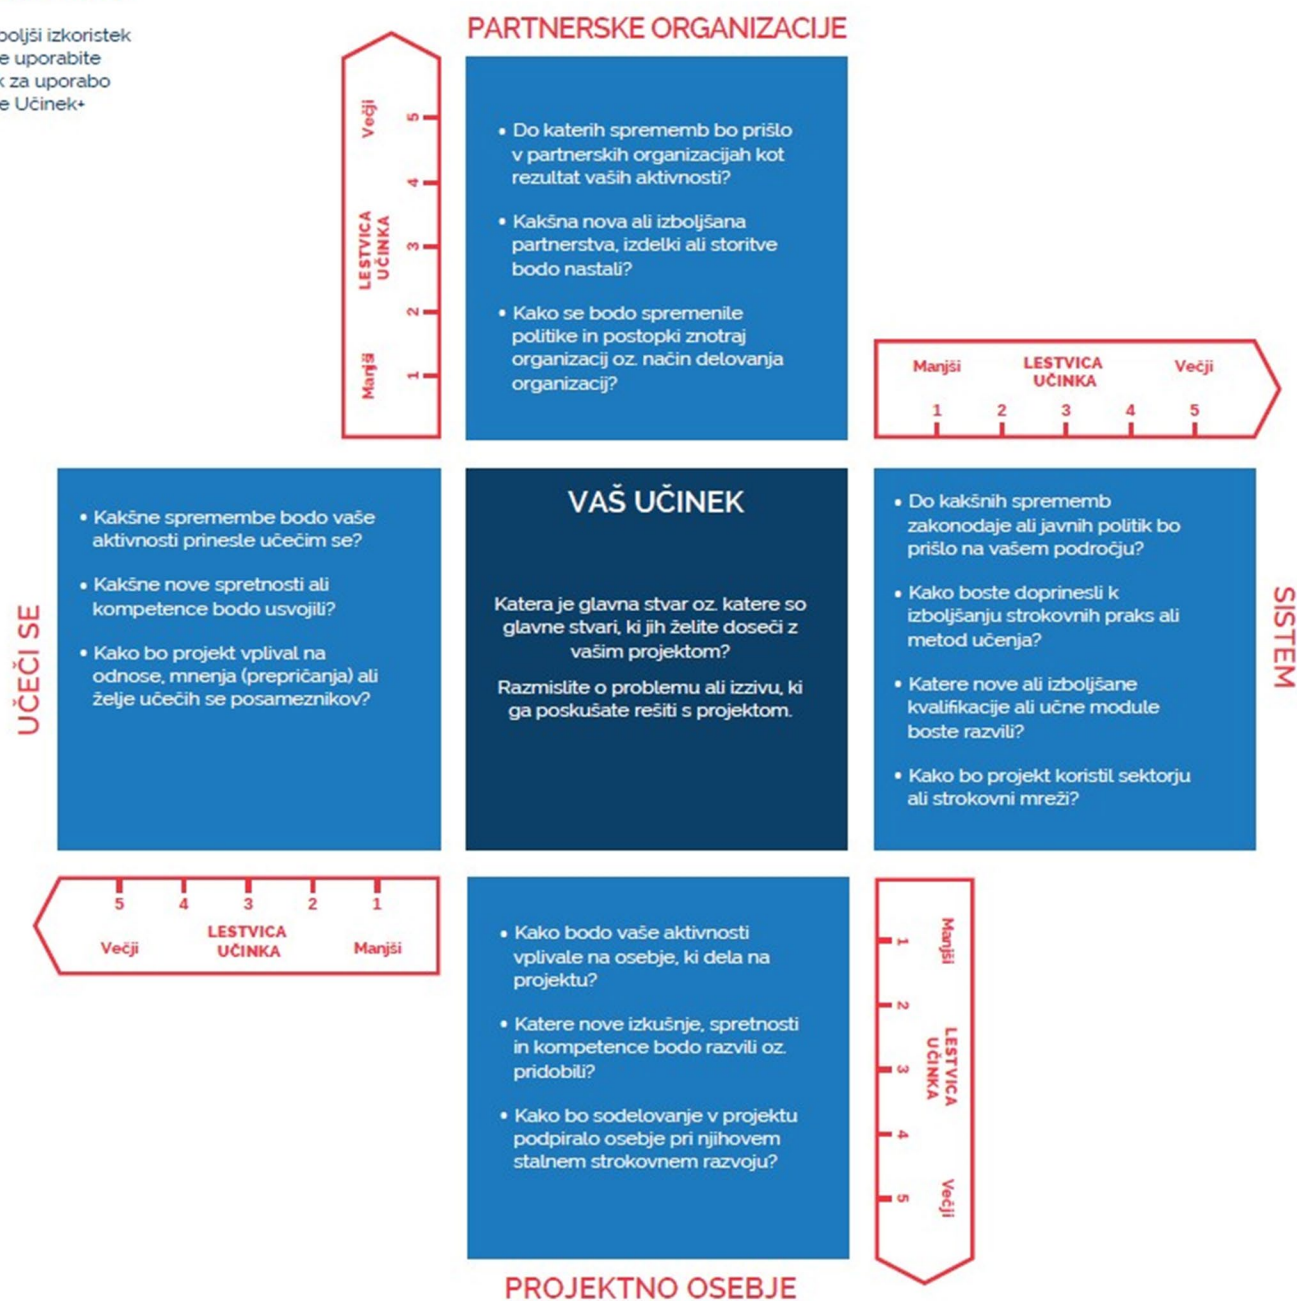 boljši izkoristek
e uporabite
k za uporabo
e Učinek+
PARTNERSKE ORGANIZACIJE
Večji
LESTVICA
UČINKA
Manjši
5
4
3
2
1
• Do katerih sprememb bo prišlo
v partnerskih organizacijah kot
rezultat vaših aktivnosti?
• Kakšna nova ali izboljšana
partnerstva, izdelki ali storitve
bodo nastali?
• Kako se bodo spremenile
politike in postopki znotraj
organizacij oz. način delovanja
organizacij?
Manjši LESTVICA Večji
UČINKA
1 2 3 4 5
UČEČI SE
• Kakšne spremembe bodo vaše
aktivnosti prinesle učečim se?
• Kakšne nove spretnosti ali
kompetence bodo usvojili?
• Kako bo projekt vplival na
odnose, mnenja (prepričanja) ali
želje učečih se posameznikov?
VAŠ UČINEK
Katera je glavna stvar oz. katere so
glavne stvari, ki jih želite doseči z
vašim projektom?
Razmislite o problemu ali izzivu, ki
ga poskušate rešiti s projektom.
• Do kakšnih sprememb
zakonodaje ali javnih politik bo
prišlo na vašem področju?
• Kako boste doprinesli k
izboljšanju strokovnih praks ali
metod učenja?
• Katere nove ali izboljšane
kvalifikacije ali učne module
boste razvili?
• Kako bo projekt koristil sektorju
ali strokovni mreži?
SISTEM
5 4 3 2 1
LESTVICA
Večji UČINKA Manjši
• Kako bodo vaše aktivnosti
vplivale na osebje, ki dela na
projektu?
• Katere nove izkušnje, spretnosti
in kompetence bodo razvili oz.
pridobili?
• Kako bo sodelovanje v projektu
podpiralo osebje pri njihovem
stalnem strokovnem razvoju?
1
2
3
4
5
Manjši
LESTVICA
UČINKA
Večji
PROJEKTNO OSEBJE